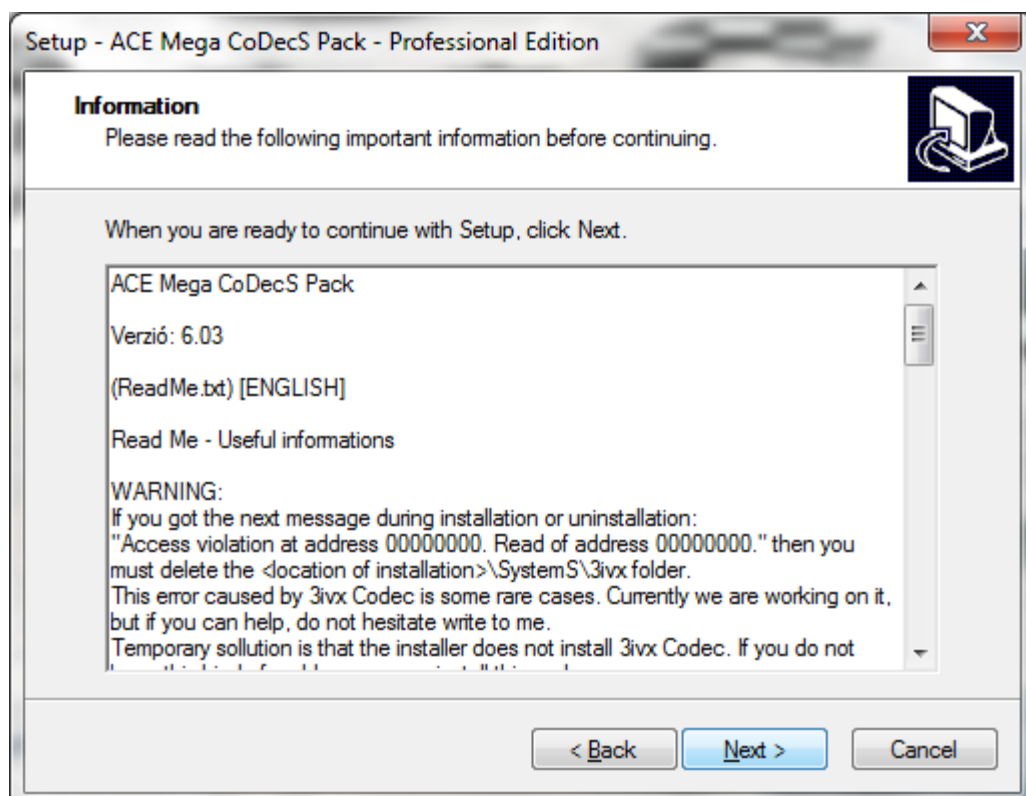 Setup - ACE Mega CoDecS Pack - Professional Edition
Information
Please read the following important information before continuing.
When you are ready to continue with Setup, click Next.
ACE Mega CoDecS Pack
Verzió: 6.03
(ReadMe.txt) [ENGLISH]
Read Me - Useful informations
WARNING:
If you got the next message during installation or uninstallation:
"Access violation at address 00000000. Read of address 00000000." then you
must delete the <location of installation>\SystemS\3ivx folder.
This error caused by 3ivx Codec is some rare cases. Currently we are working on it,
but if you can help, do not hesitate write to me.
Temporary sollution is that the installer does not install 3ivx Codec. If you do not
< Back
Next >
Cancel